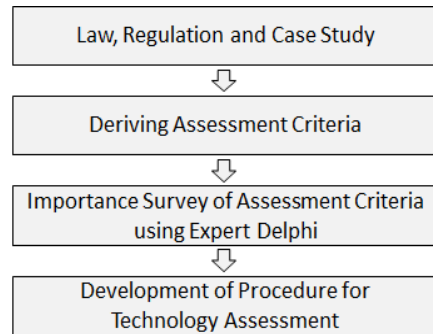 Law, Regulation and Case Study
Deriving Assessment Criteria
Importance Survey of Assessment Criteria
using Expert Delphi
Development of Procedure for
Technology Assessment